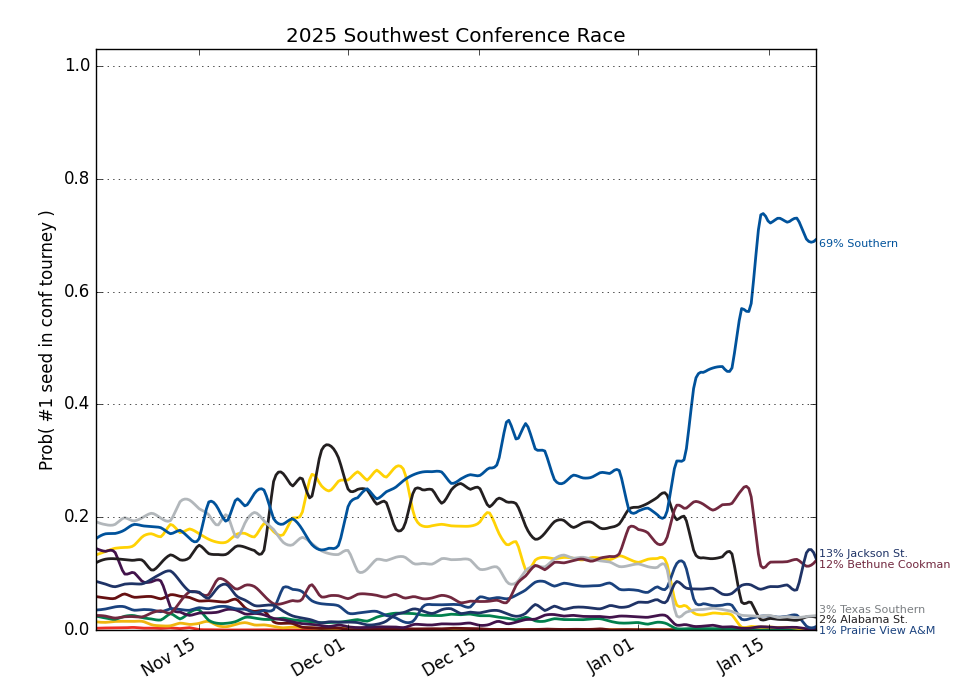 2025 Southwest Conference Race
Prob( #1 seed in conf tourney )
1.0
0.8
0.6
0.4
0.2
0.0
Nov 15
Dec 01
Dec 15
Jan 01
Jan 15
69% Southern
13% Jackson St.
12% Bethune Cookman
3% Texas Southern
2% Alabama St.
1% Prairie View A&M